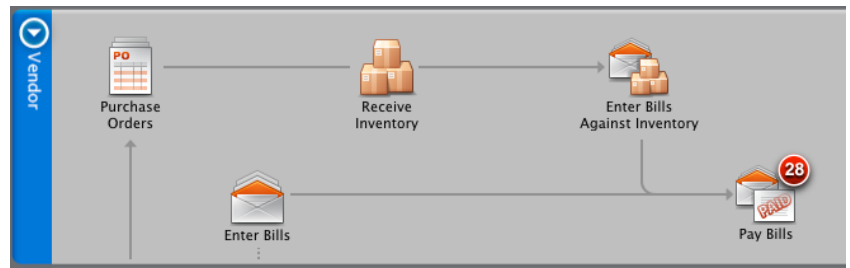 Vendor
PO
Purchase
Orders
Receive
Inventory
Enter Bills
Against Inventory
Enter Bills
28
PAID
Pay Bills